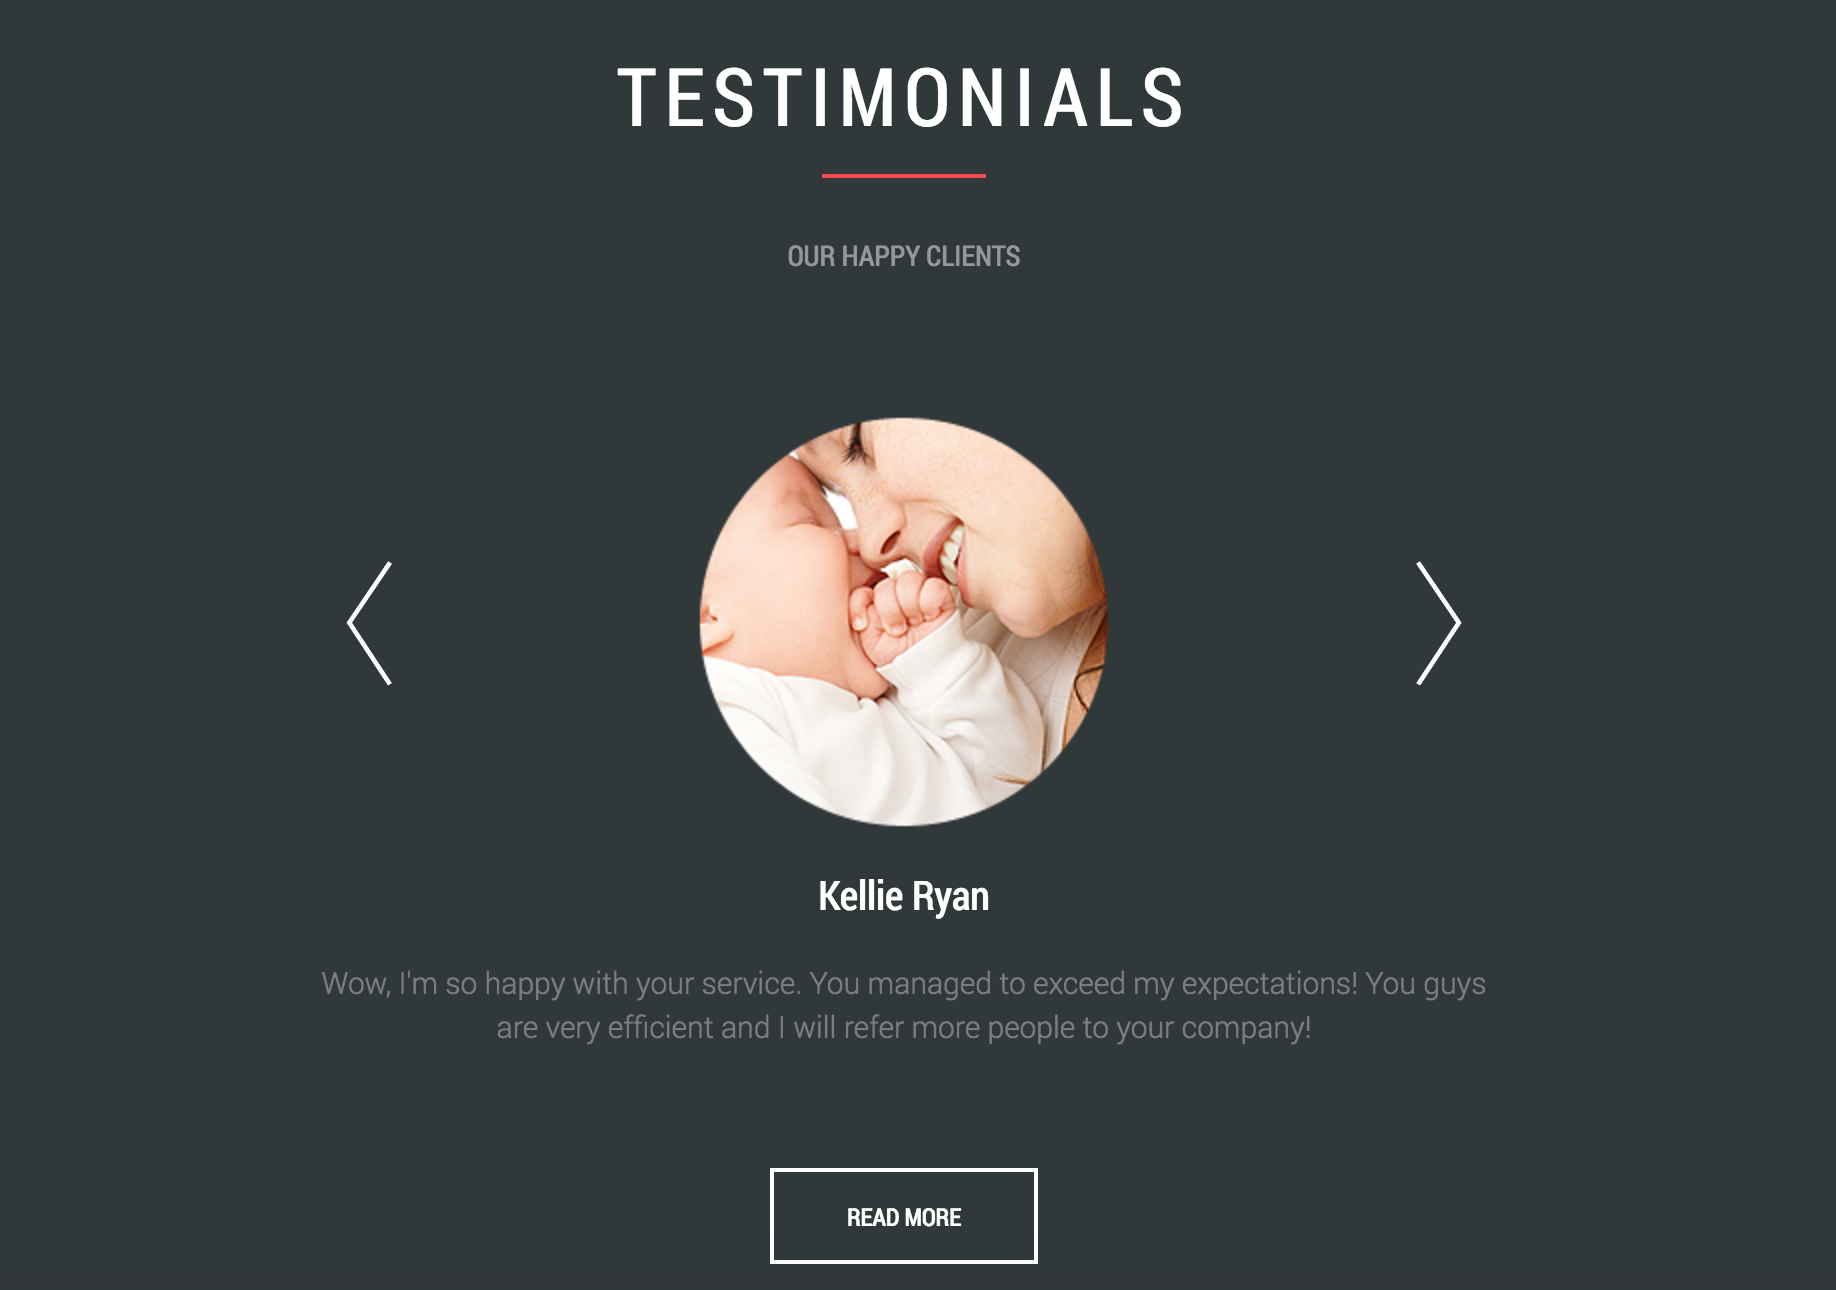 TESTIMONIALS
OUR HAPPY CLIENTS
Kellie Ryan
Wow, I'm so happy with your service. You managed to exceed my expectations! You guys
are very efficient and I will refer more people to your company!
READ MORE